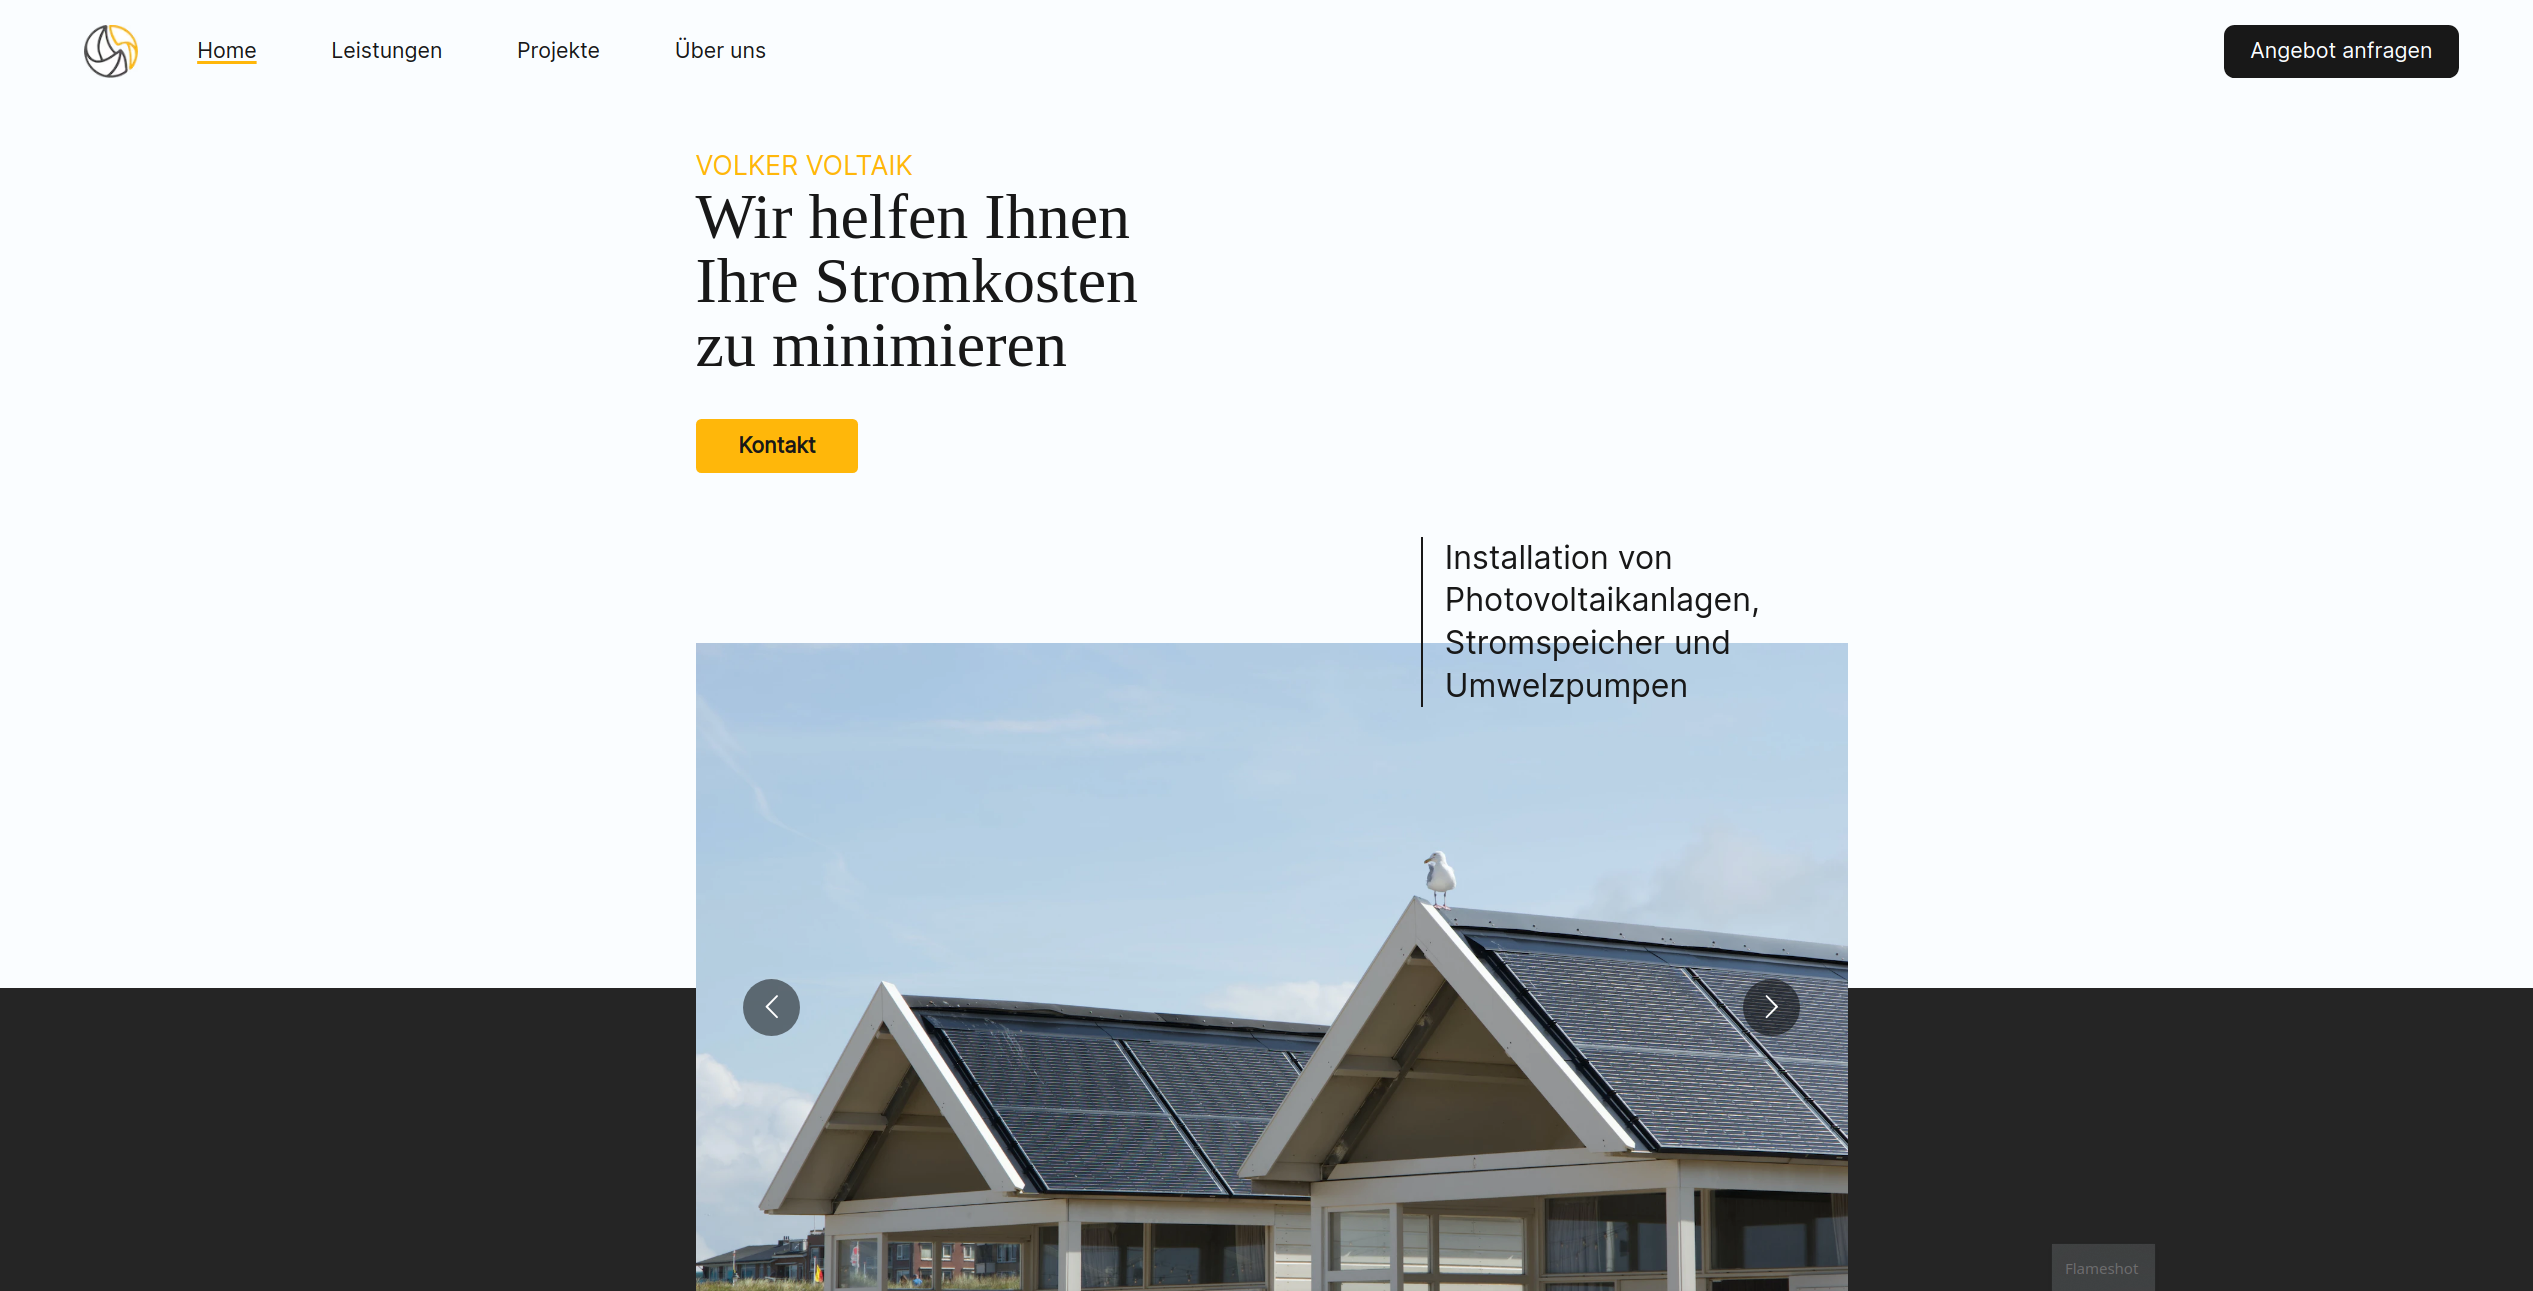 Home
Leistungen
Projekte
Über uns
Angebot anfragen
VOLKER VOLTAIK
Wir helfen Ihnen
Ihre Stromkosten
zu minimieren
Kontakt
Installation von
Photovoltaikanlagen,
Stromspeicher und
Umwelzpumpen
Flameshot